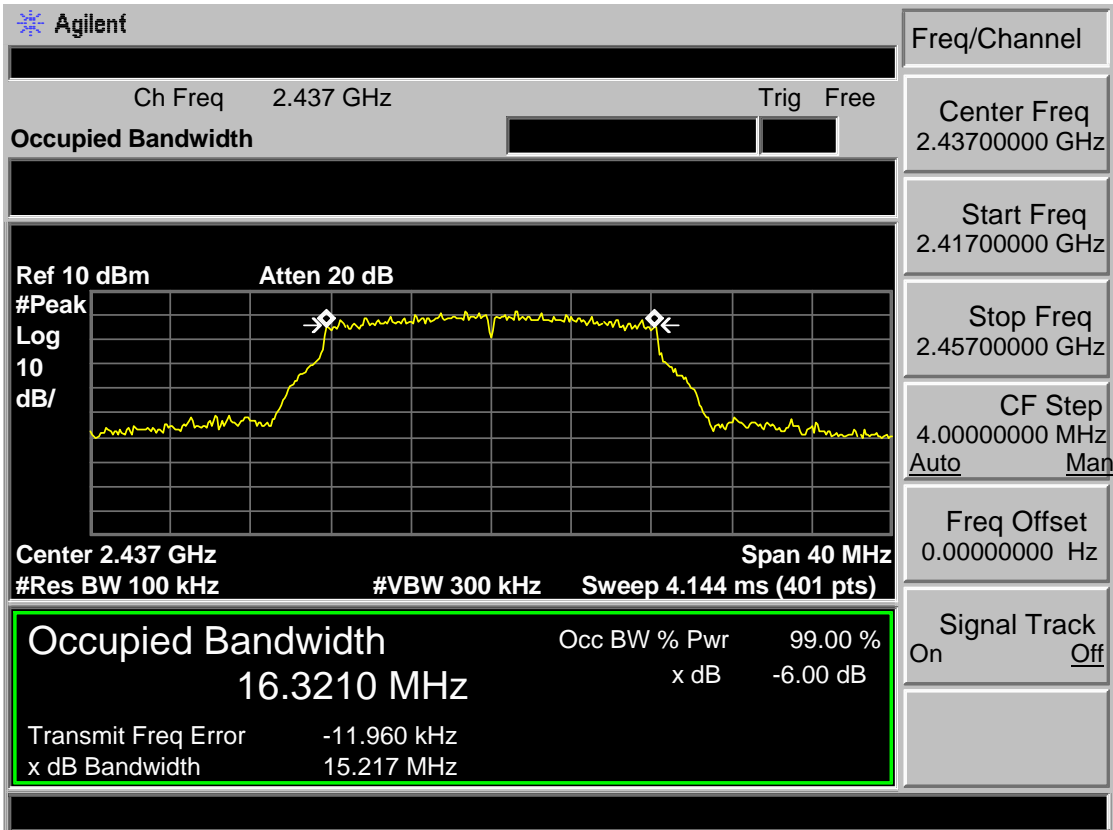 Agilent
Freq/Channel
Ch Freq 2.437 GHz Trig Free
Occupied Bandwidth
Center Freq
2.43700000 GHz
Start Freq
2.41700000 GHz
Stop Freq
2.45700000 GHz
CF Step
4.00000000 MHz
Auto Man
Freq Offset
0.00000000 Hz
Signal Track
On Off
Ref 10 dBm Atten 20 dB
#Peak
Log
10
dB/
Center 2.437 GHz Span 40 MHz
#Res BW 100 kHz #VBW 300 kHz Sweep 4.144 ms (401 pts)
Occupied Bandwidth Occ BW % Pwr 99.00 %
16.3210 MHz x dB -6.00 dB
Transmit Freq Error -11.960 kHz
x dB Bandwidth 15.217 MHz